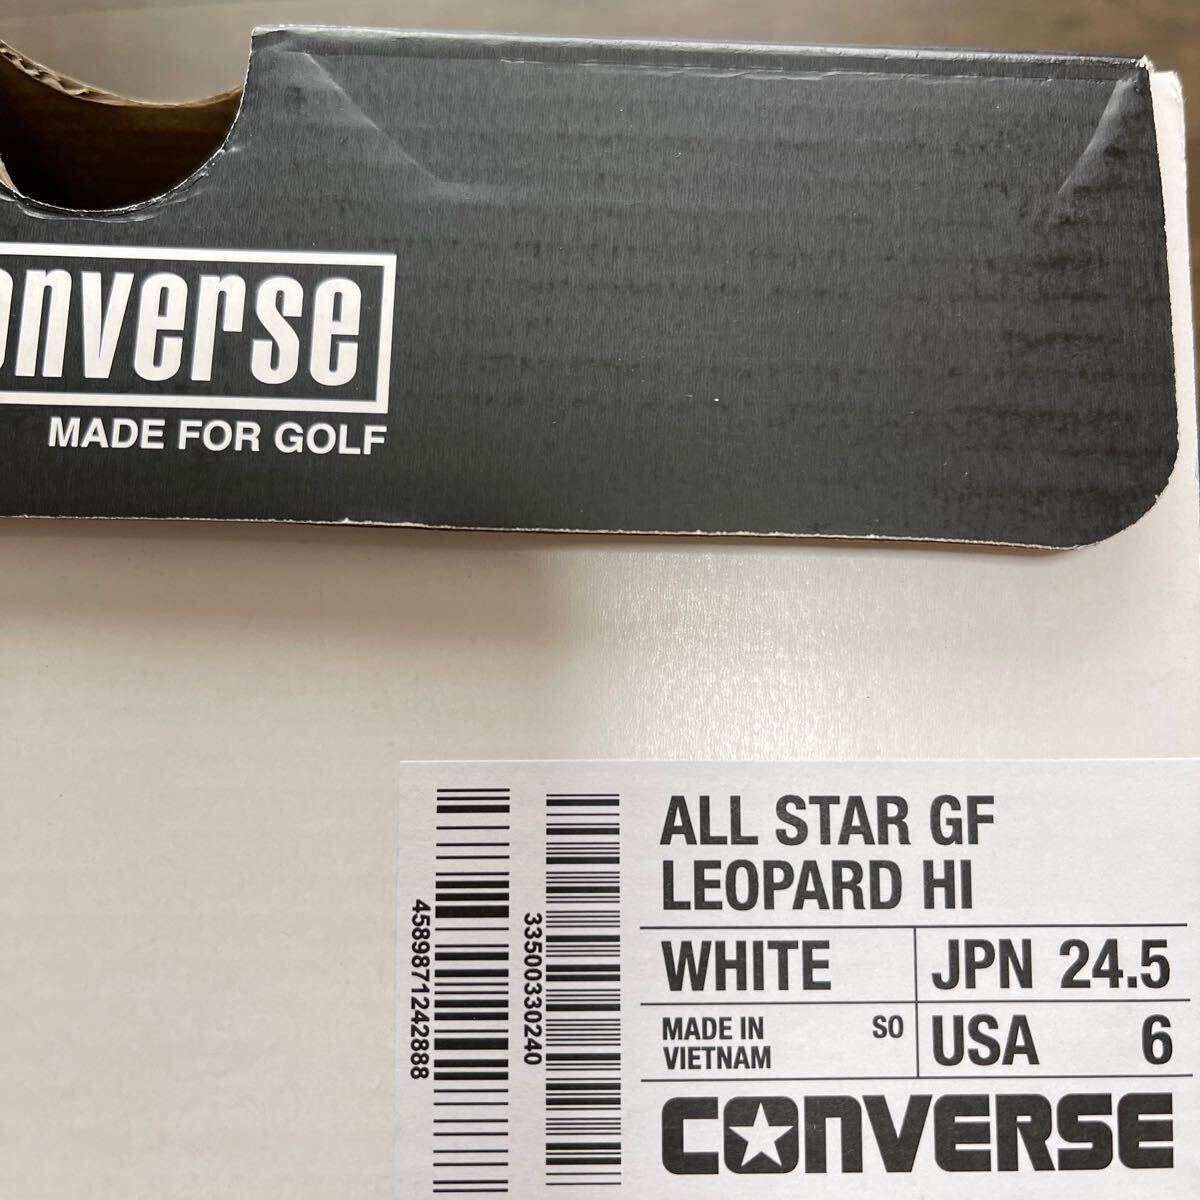 converse
MADE FOR GOLF
ALL STAR GF
LEOPARD HI
WHITE
JPN 24.5
MADE IN
VIETNAM
SO
USA 6
CONVERSE
4589871242888
33500330240